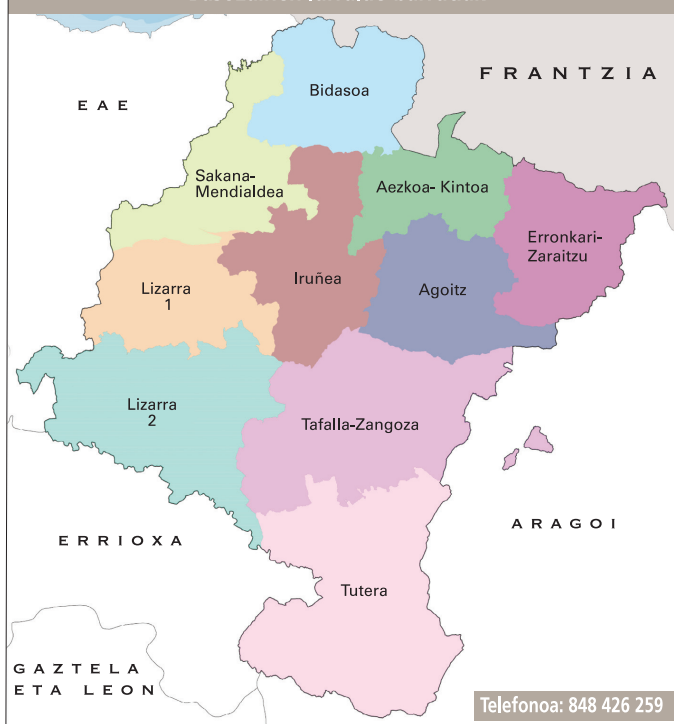 FRANTZIA
Bidasoa
EAE
Sakana-
Mendialdea
Aezkoa- Kintoa
Erronkari-
Zaraitzu
Iruñea
Lizarra
1
Agoitz
Lizarra
2
Tafalla-Zangoza
ARAGOI
ERRIOXA
Tutera
GAZTELA
ETA LEON
Telefonoa: 848 426 259